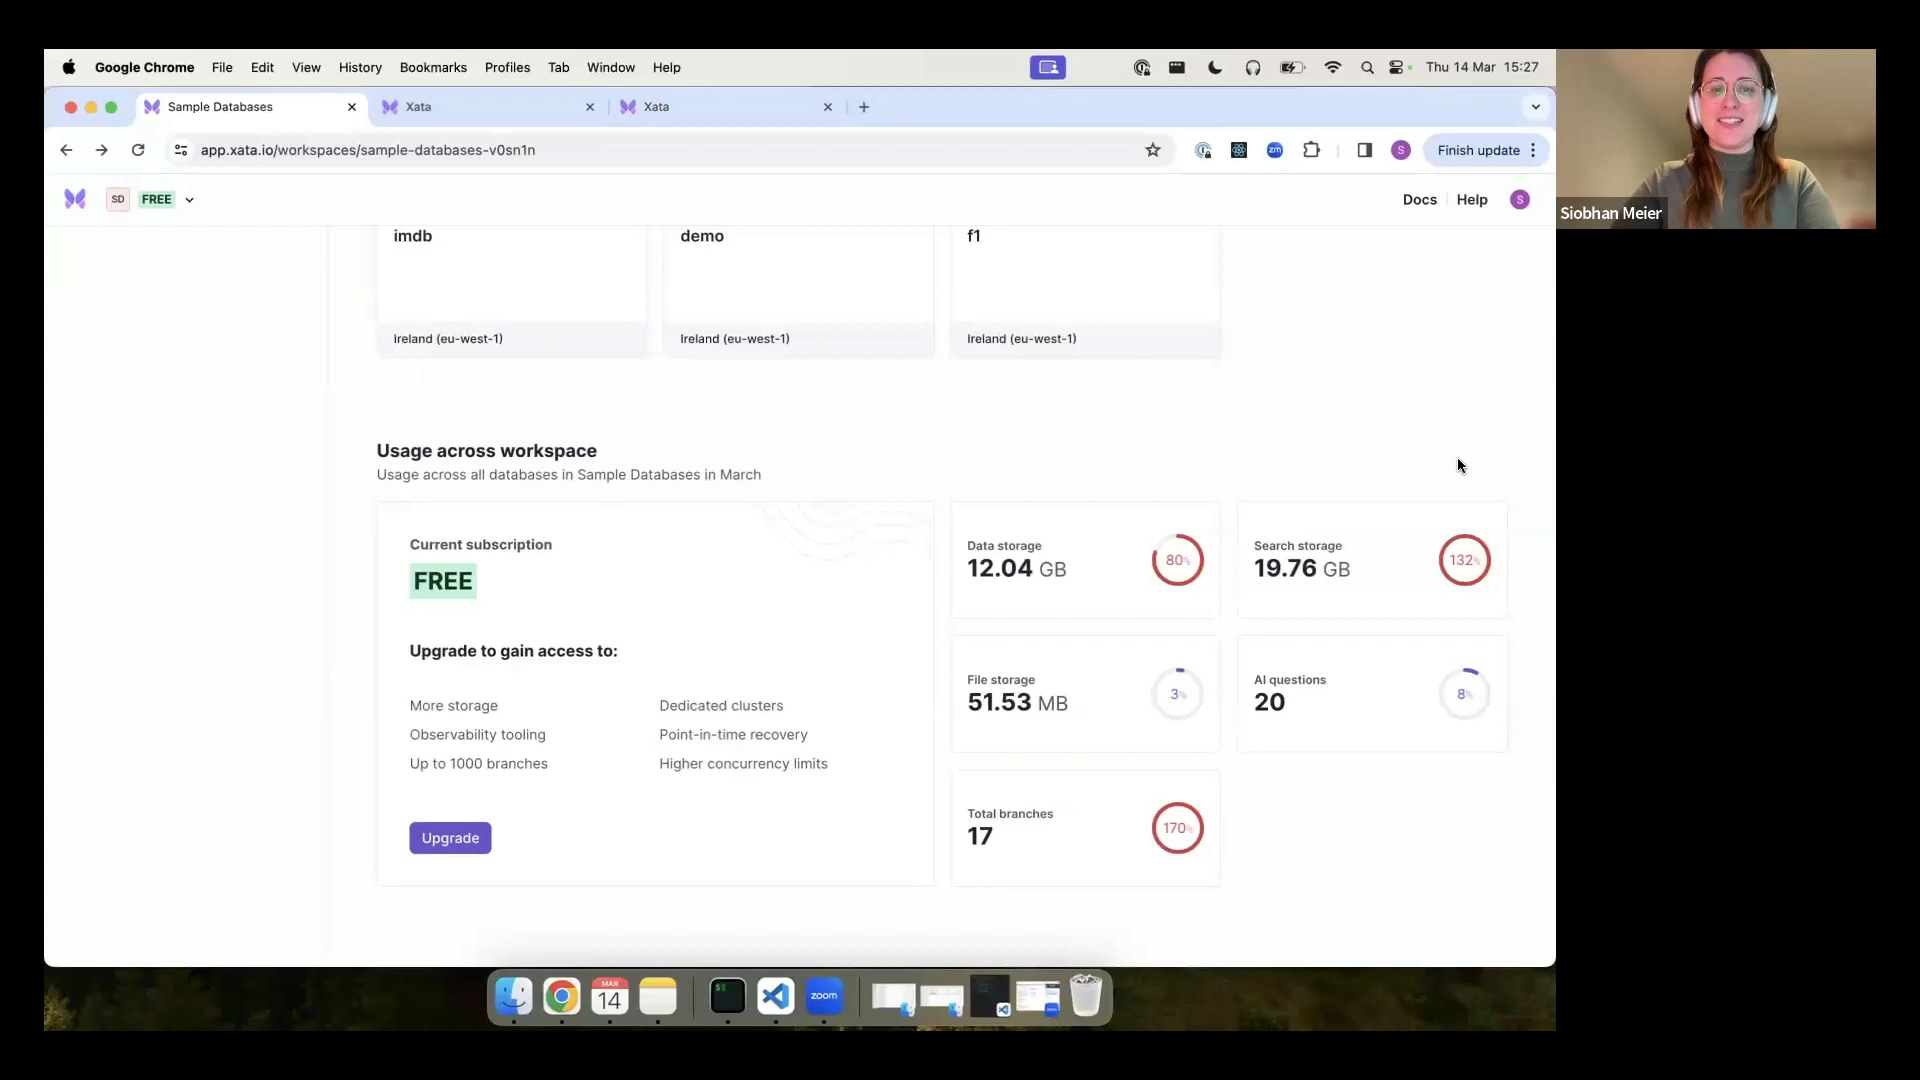 Google Chrome File Edit View History Bookmarks Profiles Tab Window Help Thu 14 Mar 15:27
Sample Databases Xata Xata
app.xata.io/workspaces/sample-databases-v0sn1n zm S Finish update
SD FREE Docs Help S
Siobhan Meier
imdb demo f1
Ireland (eu-west-1) Ireland (eu-west-1) Ireland (eu-west-1)
Usage across workspace
Usage across all databases in Sample Databases in March
Current subscription
FREE
Upgrade to gain access to:
More storage Dedicated clusters
Observability tooling Point-in-time recovery
Up to 1000 branches Higher concurrency limits
Upgrade
Data storage
12.04 GB 80%
Search storage
19.76 GB 132%
File storage
51.53 MB 3%
AI questions
20 8%
Total branches
17 170%
MAR
14
$
zoom